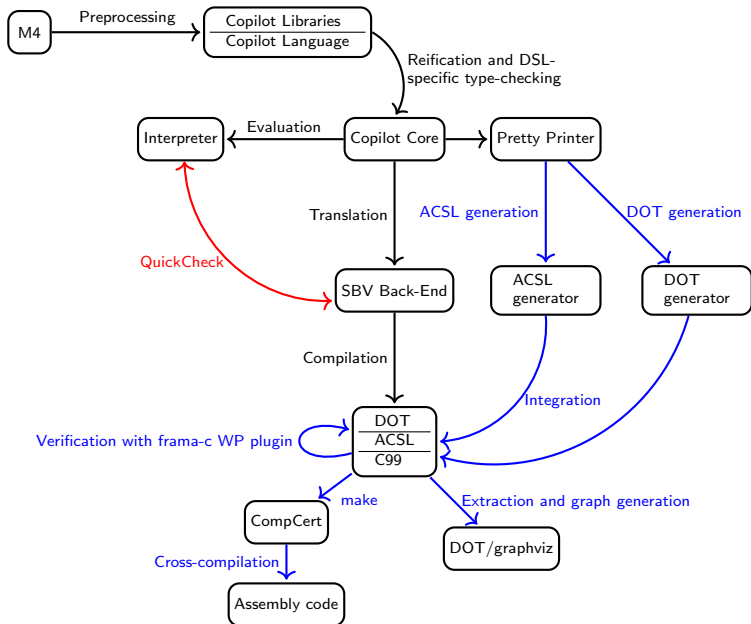 Preprocessing
M4
Copilot Libraries
Copilot Language
Reification and DSL-
specific type-checking
Interpreter
Evaluation
Copilot Core
Pretty Printer
Translation
ACSL generation
DOT generation
QuickCheck
SBV Back-End
ACSL
generator
DOT
generator
Compilation
Integration
Verification with frama-c WP plugin
DOT
ACSL
C99
make
Extraction and graph generation
CompCert
DOT/graphviz
Cross-compilation
Assembly code